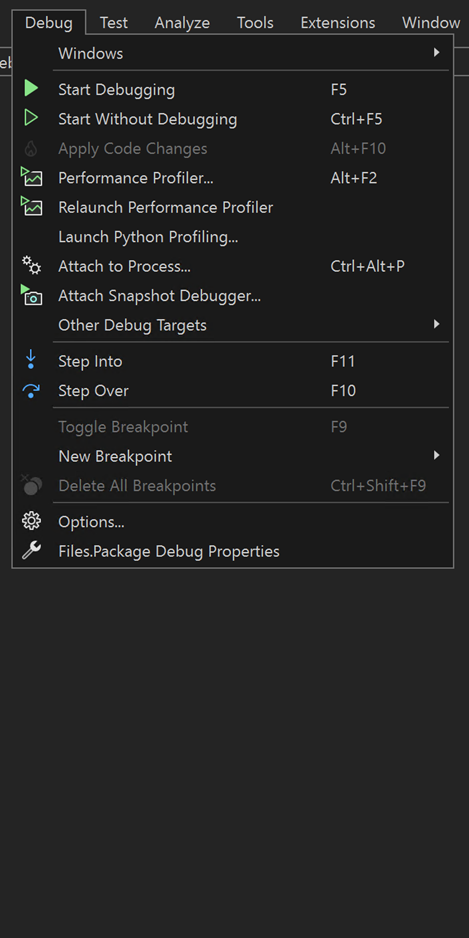 Debug Test Analyze Tools Extensions Window
Windows
Start Debugging F5
Start Without Debugging Ctrl+F5
Apply Code Changes Alt+F10
Performance Profiler... Alt+F2
Relaunch Performance Profiler
Launch Python Profiling...
Attach to Process... Ctrl+Alt+P
Attach Snapshot Debugger...
Other Debug Targets
Step Into F11
Step Over F10
Toggle Breakpoint F9
New Breakpoint
Delete All Breakpoints Ctrl+Shift+F9
Options...
Files.Package Debug Properties